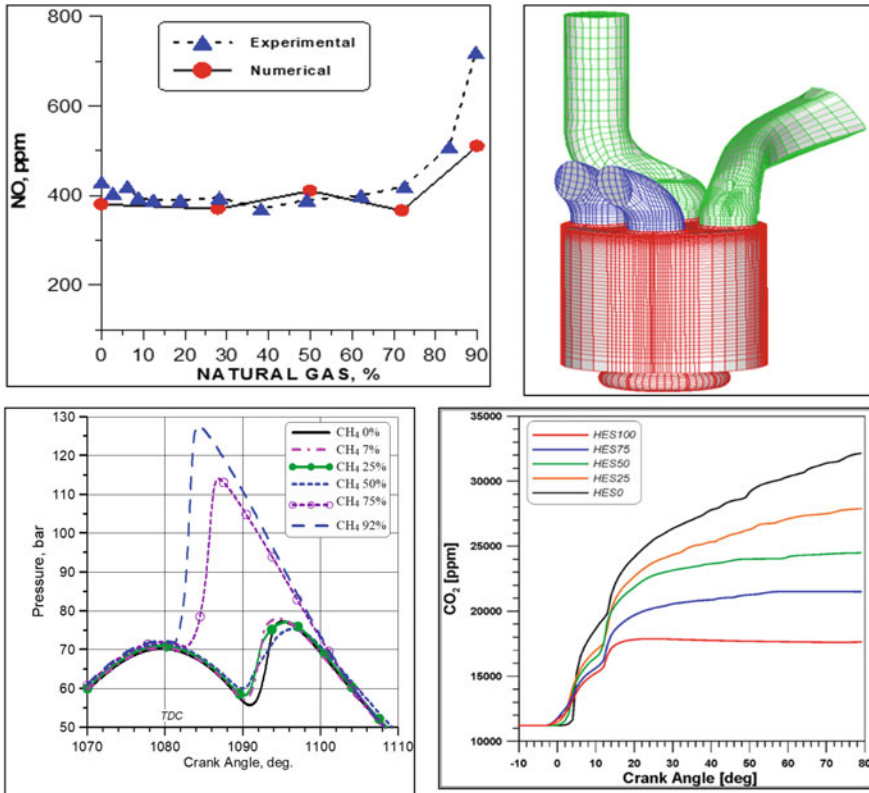 800
600
400
200
NO, ppm
Experimental
Numerical
0 10 20 30 40 50 60 70 80 90
NATURAL GAS, %
130
120
110
100
90
80
70
60
50
Pressure, bar
CH₄ 0%
CH₄ 7%
CH₄ 25%
CH₄ 50%
CH₄ 75%
CH₄ 92%
TDC
1070 1080 1090 1100 1110
Crank Angle, deg.
35000
30000
25000
20000
15000
10000
CO₂ [ppm]
HES100
HES75
HES50
HES25
HES0
-10 0 10 20 30 40 50 60 70 80
Crank Angle [deg]